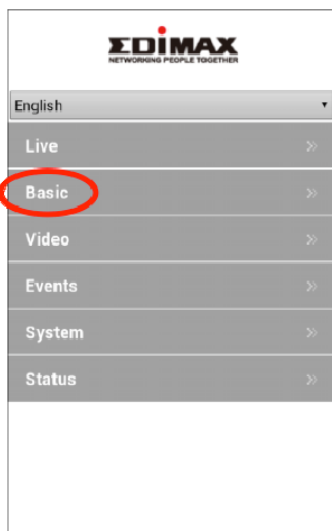 EDIMAX
NETWORKING PEOPLE TOGETHER
English
Live
Basic
Video
Events
System
Status